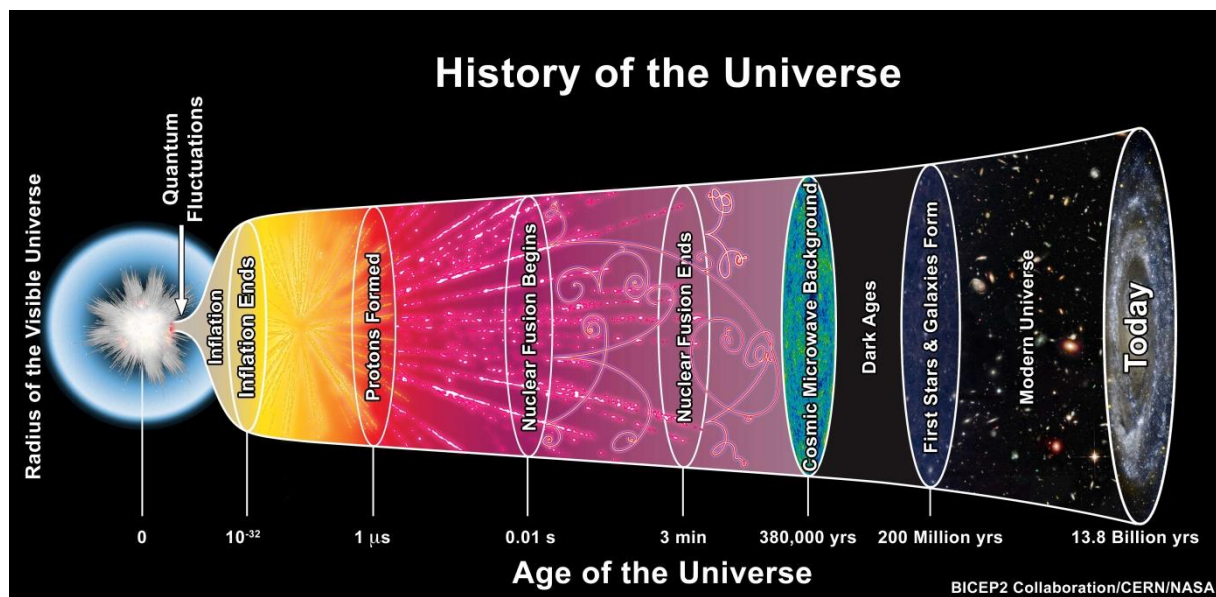 History of the Universe
Radius of the Visible Universe
Quantum
Fluctuations
Inflation
Inflation Ends
Protons Formed
Nuclear Fusion Begins
Nuclear Fusion Ends
Cosmic Microwave Background
Dark Ages
First Stars & Galaxies Form
Modern Universe
Today
0
10⁻³²
1 μs
0.01 s
3 min
380,000 yrs
200 Million yrs
13.8 Billion yrs
Age of the Universe
BICEP2 Collaboration/CERN/NASA